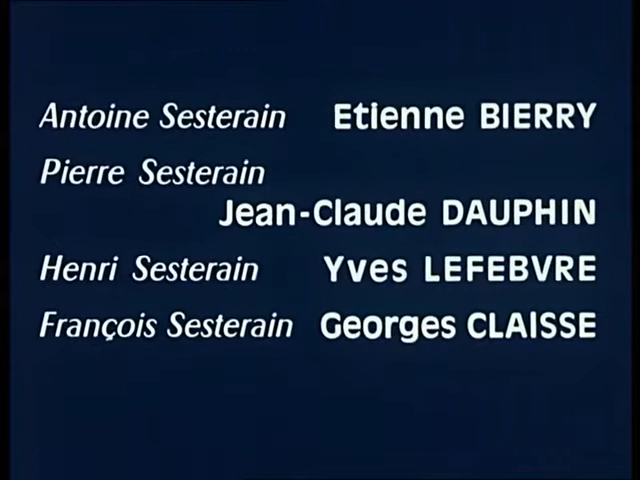 Antoine Sesterain Etienne BIERRY
Pierre Sesterain
Jean-Claude DAUPHIN
Henri Sesterain Yves LEFEBVRE
François Sesterain Georges CLAISSE